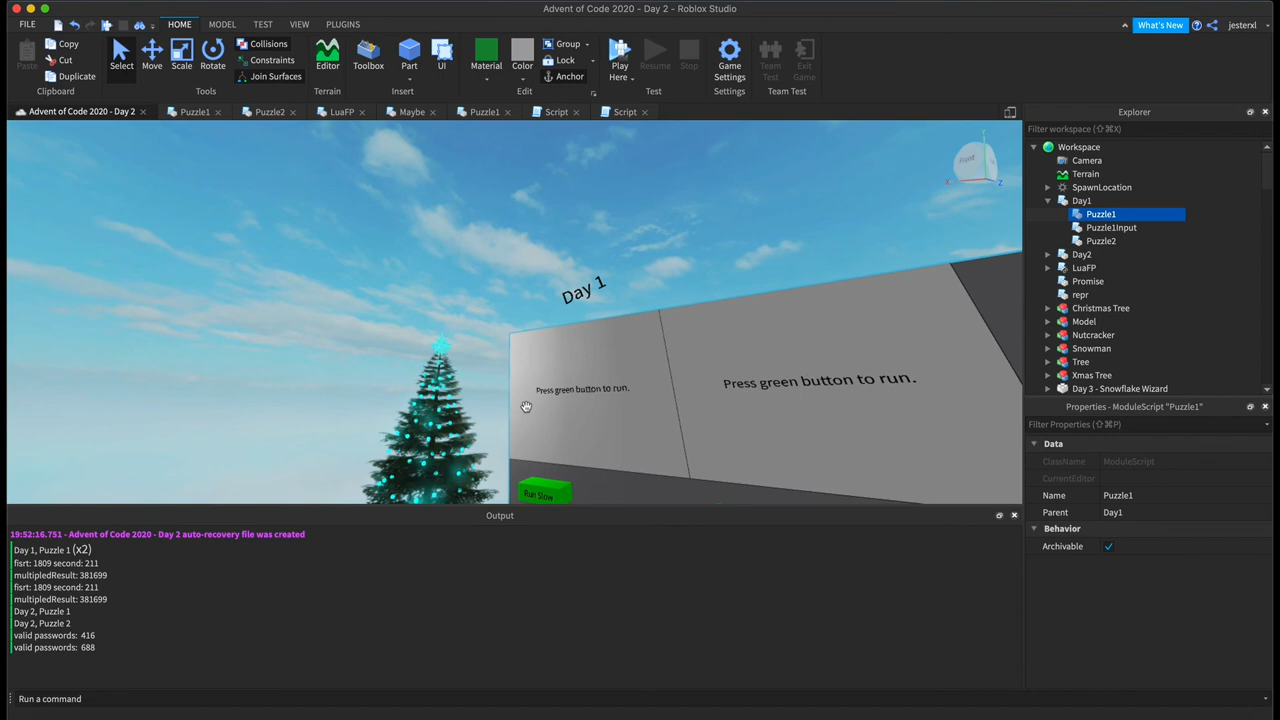 Advent of Code 2020 - Day 2 - Roblox Studio
FILE HOME MODEL TEST VIEW PLUGINS What's New jesterxl
Paste Copy Cut Duplicate Clipboard
Select Move Scale Rotate Collisions Constraints Join Surfaces Tools
Editor Terrain
Toolbox Part UI Insert
Material Color Group Lock Anchor Edit
Play Here Resume Stop Test
Game Settings Settings
Team Test Exit Game Team Test
Advent of Code 2020 - Day 2 Puzzle1 Puzzle2 LuaFP Maybe Puzzle1 Script Script
Day 1
Press green button to run.
Press green button to run.
Run Slow
Front
X
Y
Z
Explorer
Filter workspace (⇧⌘X)
Workspace
Camera
Terrain
SpawnLocation
Day1
Puzzle1
Puzzle1Input
Puzzle2
Day2
LuaFP
Promise
repr
Christmas Tree
Model
Nutcracker
Snowman
Tree
Xmas Tree
Day 3 - Snowflake Wizard
Properties - ModuleScript "Puzzle1"
Filter Properties (⇧⌘P)
Data
ClassName ModuleScript
CurrentEditor
Name Puzzle1
Parent Day1
Behavior
Archivable
Output
19:52:16.751 - Advent of Code 2020 - Day 2 auto-recovery file was created
Day 1, Puzzle 1 (x2)
fisrt: 1809 second: 211
multipledResult: 381699
fisrt: 1809 second: 211
multipledResult: 381699
Day 2, Puzzle 1
Day 2, Puzzle 2
valid passwords: 416
valid passwords: 688
Run a command